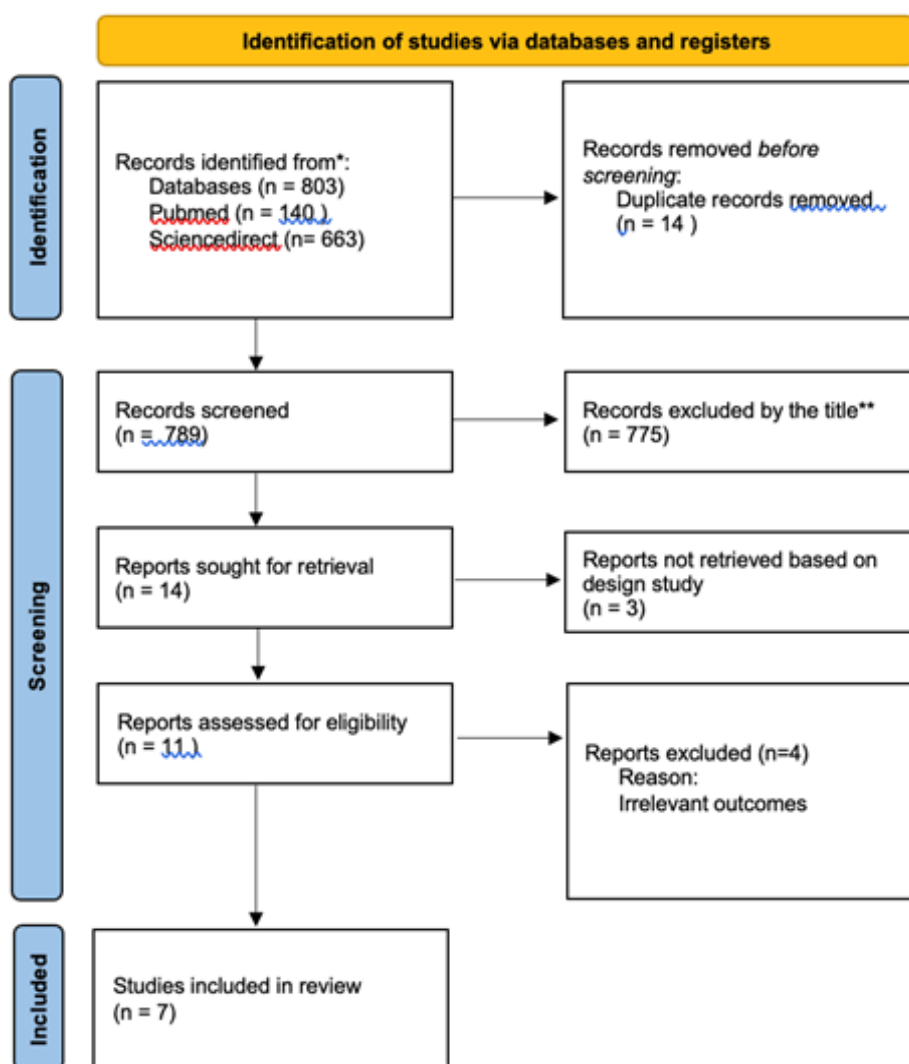 Identification of studies via databases and registers
Identification
Records identified from*:
Databases (n = 803)
Pubmed (n = 140 )
Sciencedirect (n= 663)
Records removed before
screening:
Duplicate records removed
(n = 14 )
Screening
Records screened
(n = 789)
Records excluded by the title**
(n = 775)
Reports sought for retrieval
(n = 14)
Reports not retrieved based on
design study
(n = 3)
Reports assessed for eligibility
(n = 11 )
Reports excluded (n=4)
Reason:
Irrelevant outcomes
Included
Studies included in review
(n = 7)